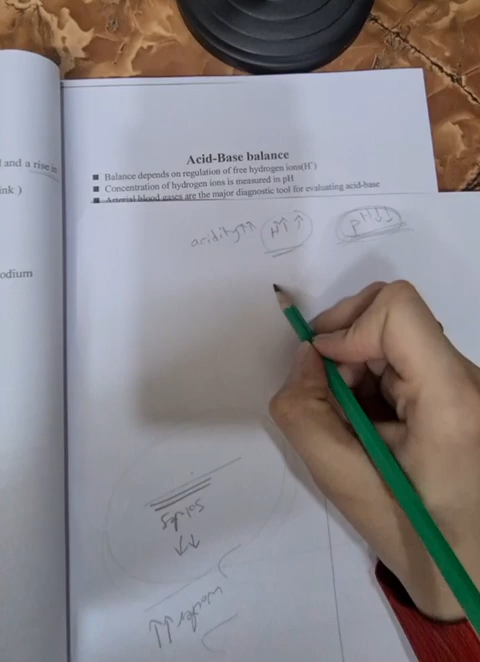 l and a rise in
ink )
odium
Acid-Base balance
■ Balance depends on regulation of free hydrogen ions(H⁺)
■ Concentration of hydrogen ions is measured in pH
■ Arterial blood gases are the major diagnostic tool for evaluating acid-base
acidity↑↑ H⁺↑ pH↓↓
solutes
↑↑
water↓↓